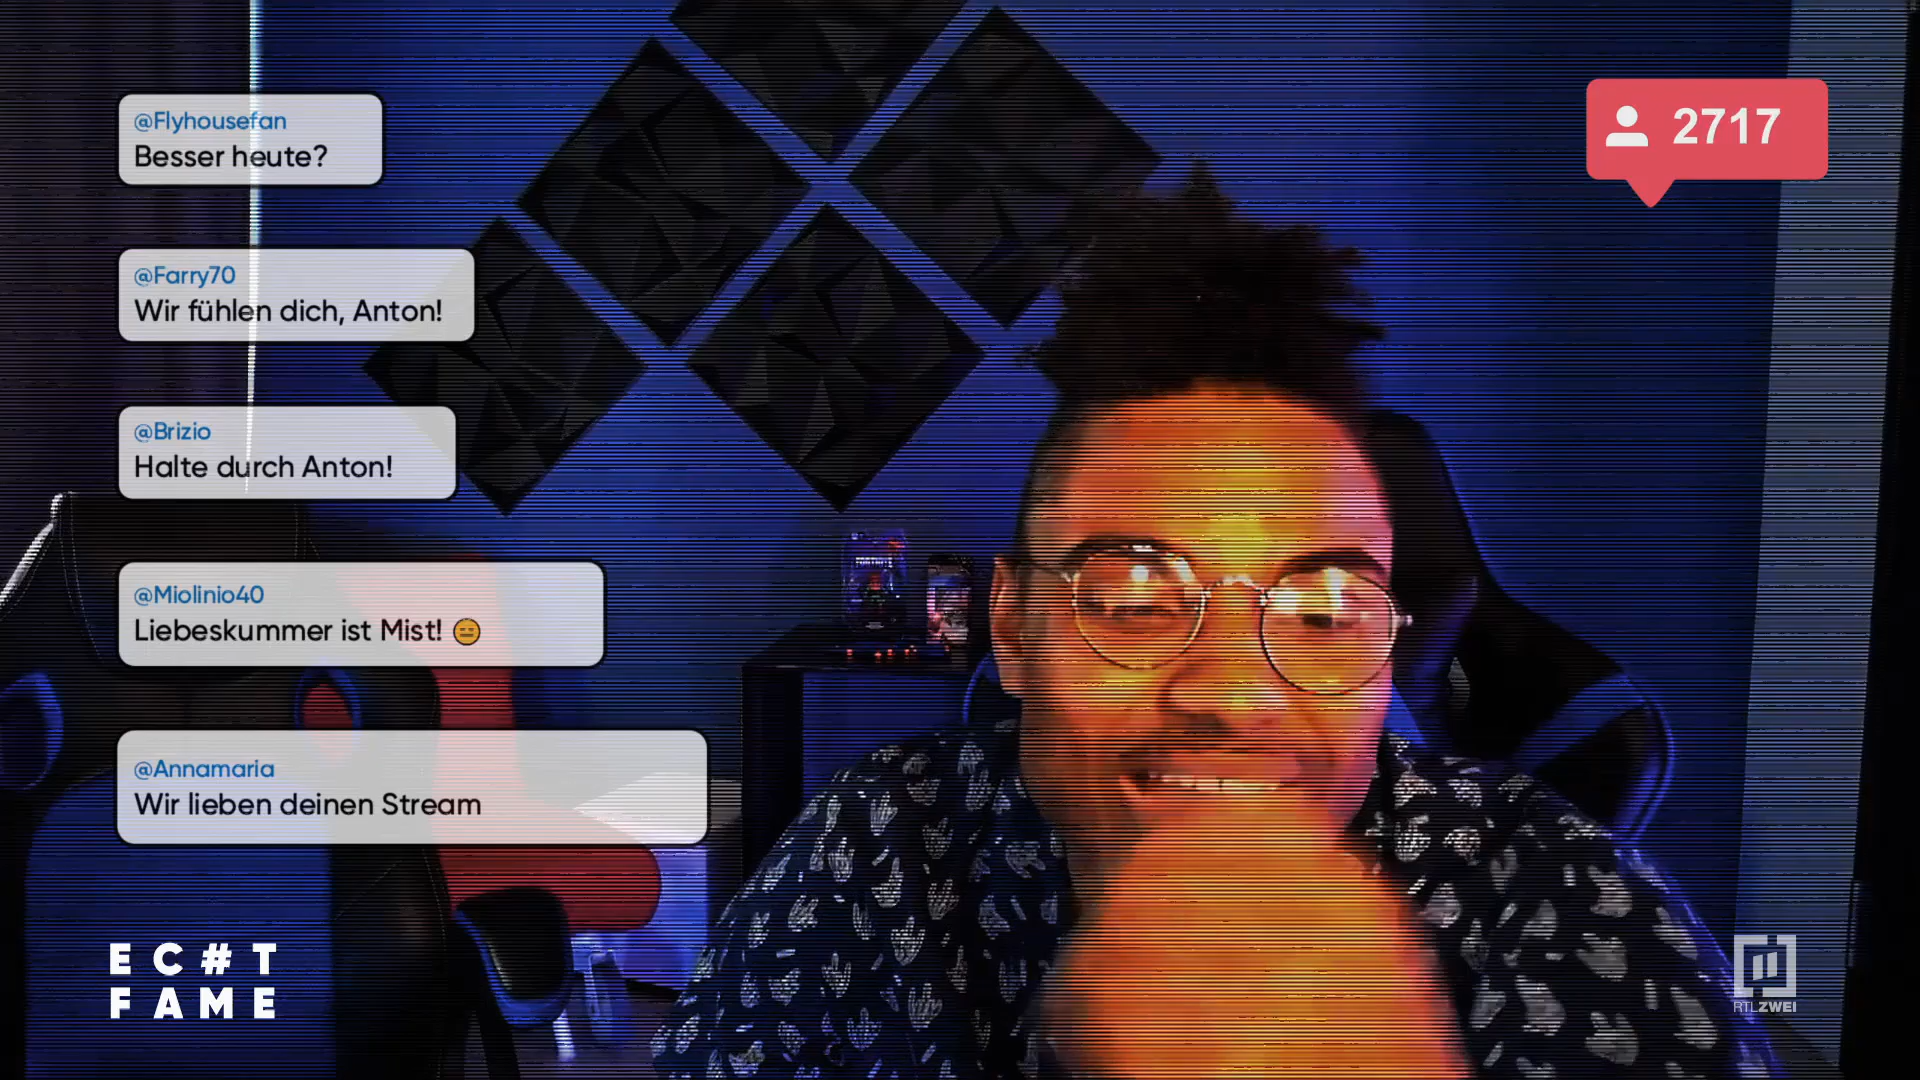 @Flyhousefan
Besser heute?
2717
@Farry70
Wir fühlen dich, Anton!
@Brizio
Halte durch Anton!
@Miolinio40
Liebeskummer ist Mist! 😑
@Annamaria
Wir lieben deinen Stream
EC#T
FAME
RTLZWEI